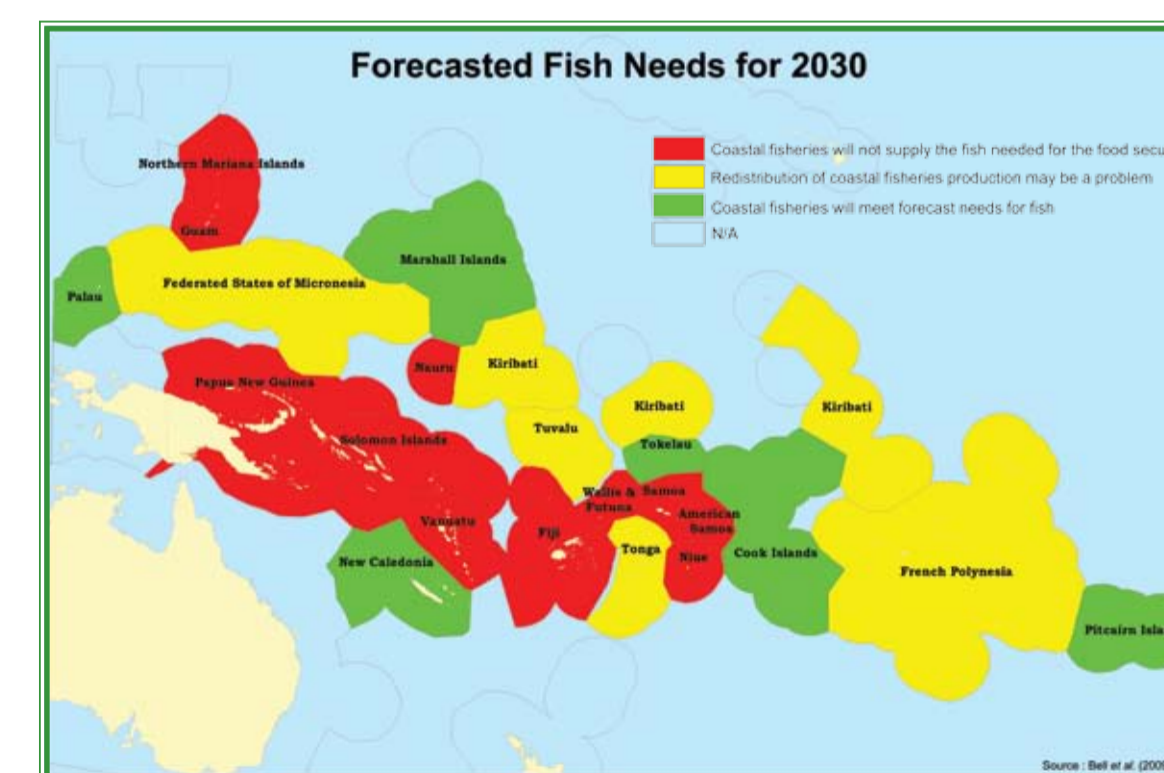 Forecasted Fish Needs for 2030
Coastal fisheries will not supply the fish needed for the food secu
Redistribution of coastal fisheries production may be a problem
Coastal fisheries will meet forecast needs for fish
N/A
Northern Mariana Islands
Guam
Marshall Islands
Federated States of Micronesia
Palau
Nauru
Kiribati
Papua New Guinea
Kiribati
Kiribati
Tuvalu
Solomon Islands
Tokelau
Wallis &
Futuna
Samoa
American
Samoa
Vanuatu
Fiji
Tonga
Niue
Cook Islands
New Caledonia
French Polynesia
Pitcairn Isla
Source : Bell et al. (2009